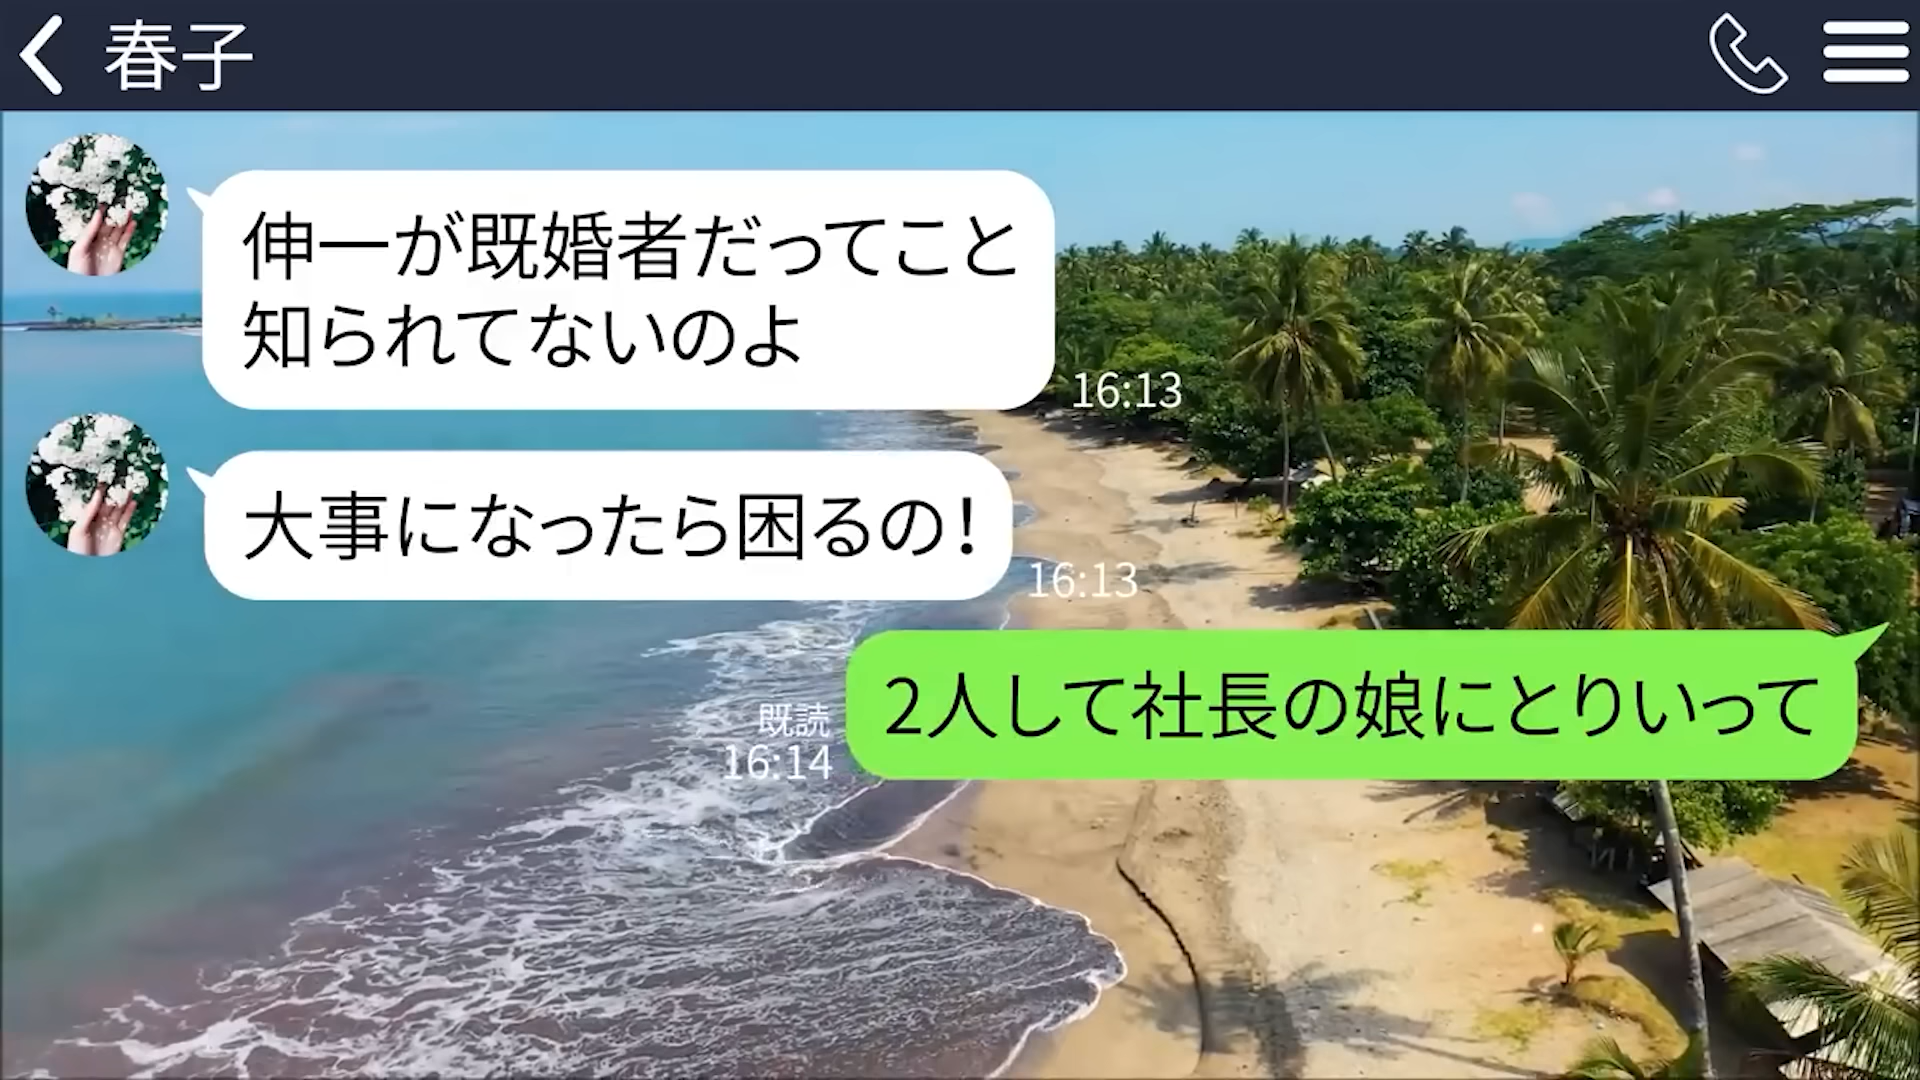 春子
伸一が既婚者だってこと
知られてないのよ
16:13
大事になったら困るの!
16:13
2人して社長の娘にとりいって
既読
16:14